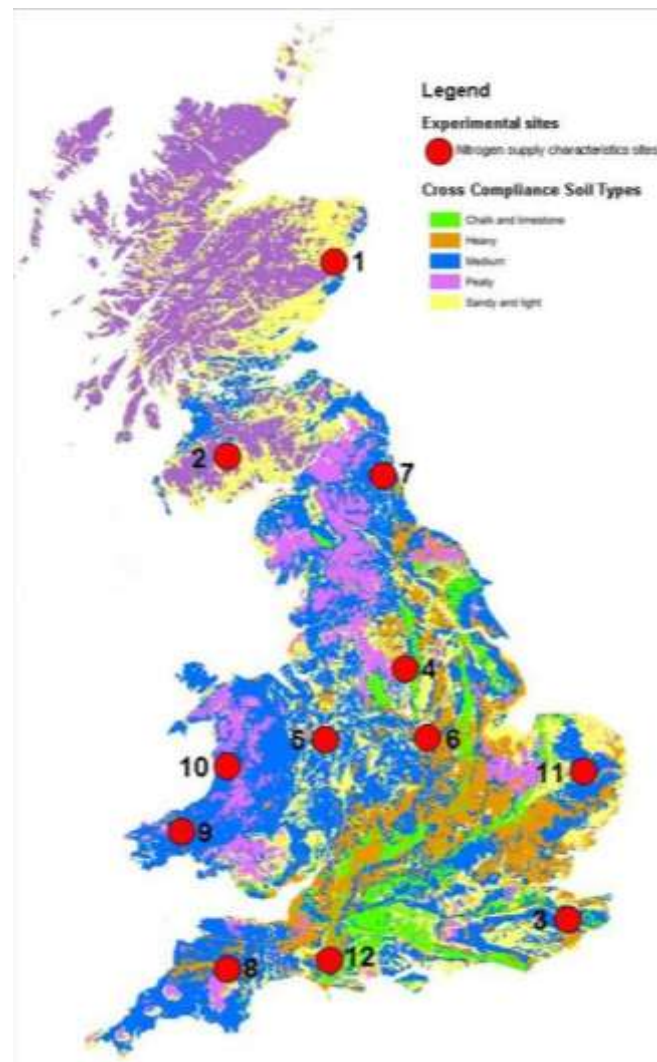 Legend
Experimental sites
Nitrogen supply characteristics sites
Cross Compliance Soil Types
Chalk and limestone
Heavy
Medium
Peaty
Sandy and light
1
2
7
4
5
6
10
11
9
3
12
8